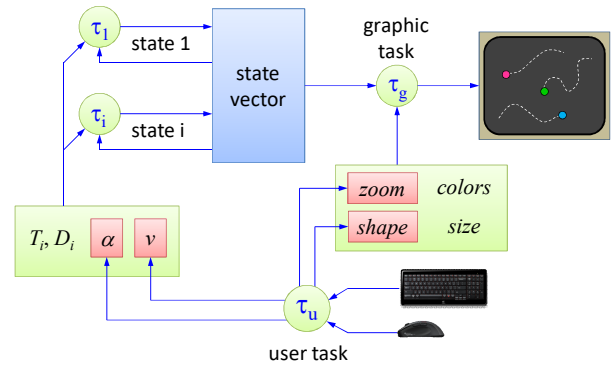 τ1
state 1
τi
state i
state
vector
graphic
task
τg
zoom
colors
shape
size
Ti, Di
α
v
τu
user task